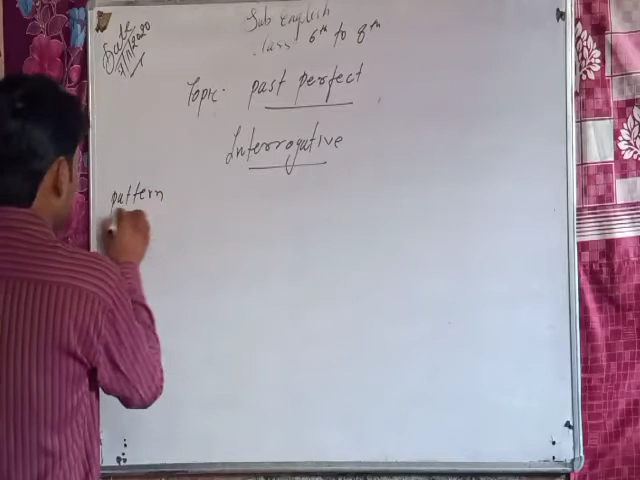 Sub English
class 6th to 8th
Date
Topic. past perfect
Interrogative
pattern